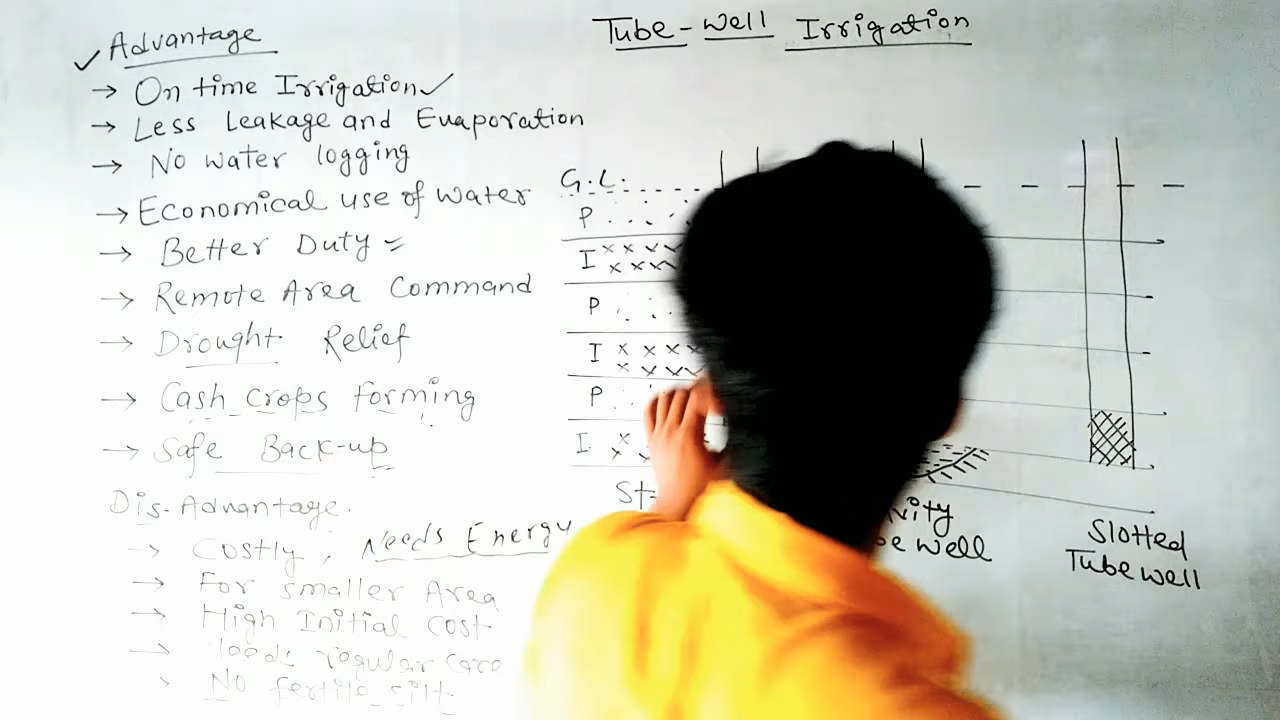 Tube-Well Irrigation
Advantage
→ On time Irrigation
→ Less Leakage and Evaporation
→ No water logging
→ Economical use of water
→ Better Duty
→ Remote Area Command
→ Drought Relief
→ Cash crops forming
→ Safe Back-up
Dis-Advantage.
→ Costly, Needs Energy
→ For smaller Area
→ High Initial Cost
→ regular care
→ No fertile silt
G.L.
P
I
P
I
P
I
Slotted
Tube well
well